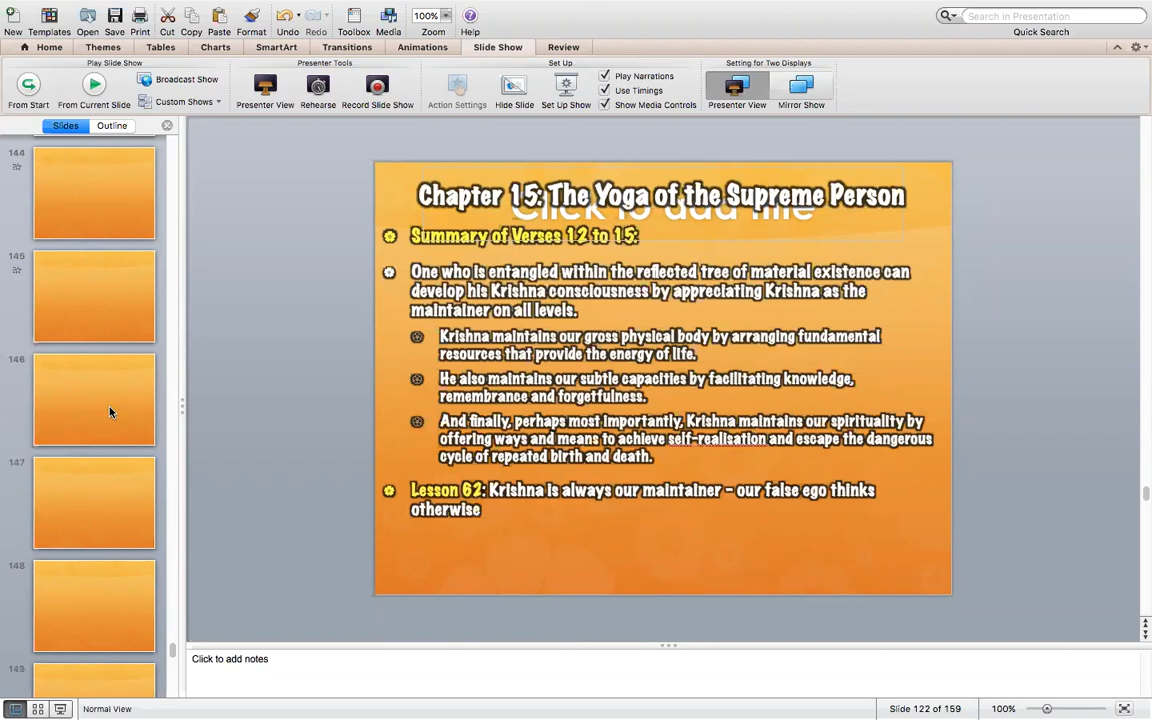 New Templates Open Save Print Cut Copy Paste Format Undo Redo Toolbox Media Zoom Help
100%
Search in Presentation
Quick Search
Home Themes Tables Charts SmartArt Transitions Animations Slide Show Review
Play Slide Show Presenter Tools Set Up Setting for Two Displays
From Start From Current Slide Broadcast Show Custom Shows Presenter View Rehearse Record Slide Show Action Settings Hide Slide Set Up Show Play Narrations Use Timings Show Media Controls Presenter View Mirror Show
Slides Outline
144
145
146
147
148
149
Chapter 15: The Yoga of the Supreme Person
Click to add title
Summary of Verses 12 to 15:
One who is entangled within the reflected tree of material existence can
develop his Krishna consciousness by appreciating Krishna as the
maintainer on all levels.
Krishna maintains our gross physical body by arranging fundamental
resources that provide the energy of life.
He also maintains our subtle capacities by facilitating knowledge,
remembrance and forgetfulness.
And finally, perhaps most importantly, Krishna maintains our spirituality by
offering ways and means to achieve self-realisation and escape the dangerous
cycle of repeated birth and death.
Lesson 62: Krishna is always our maintainer - our false ego thinks
otherwise
Click to add notes
Normal View Slide 122 of 159 100%